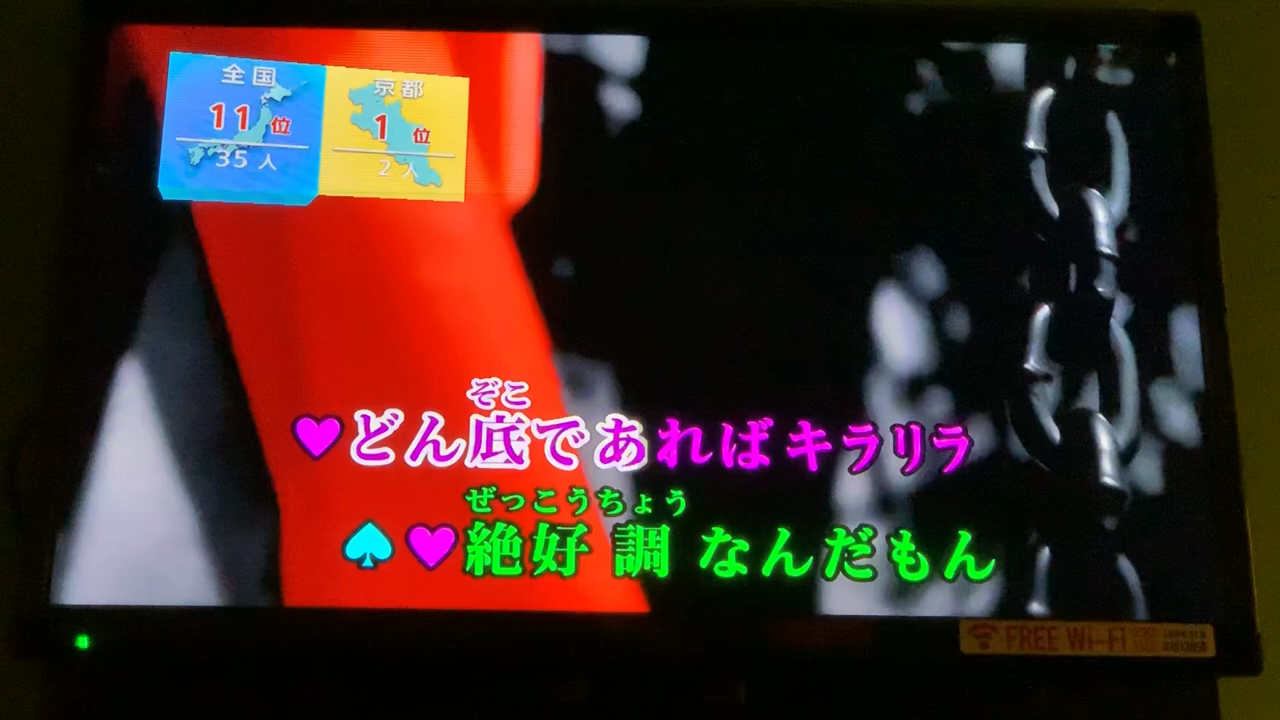 全国
11位
35人
京都
1位
2人
ぞこ
♥どん底であればキラリラ
ぜっこうちょう
♠♥絶好調 なんだもん
FREE Wi-Fi